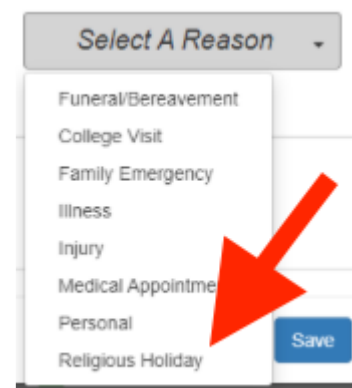 Select A Reason
Funeral/Bereavement
College Visit
Family Emergency
Illness
Injury
Medical Appointme
Personal
Save
Religious Holiday